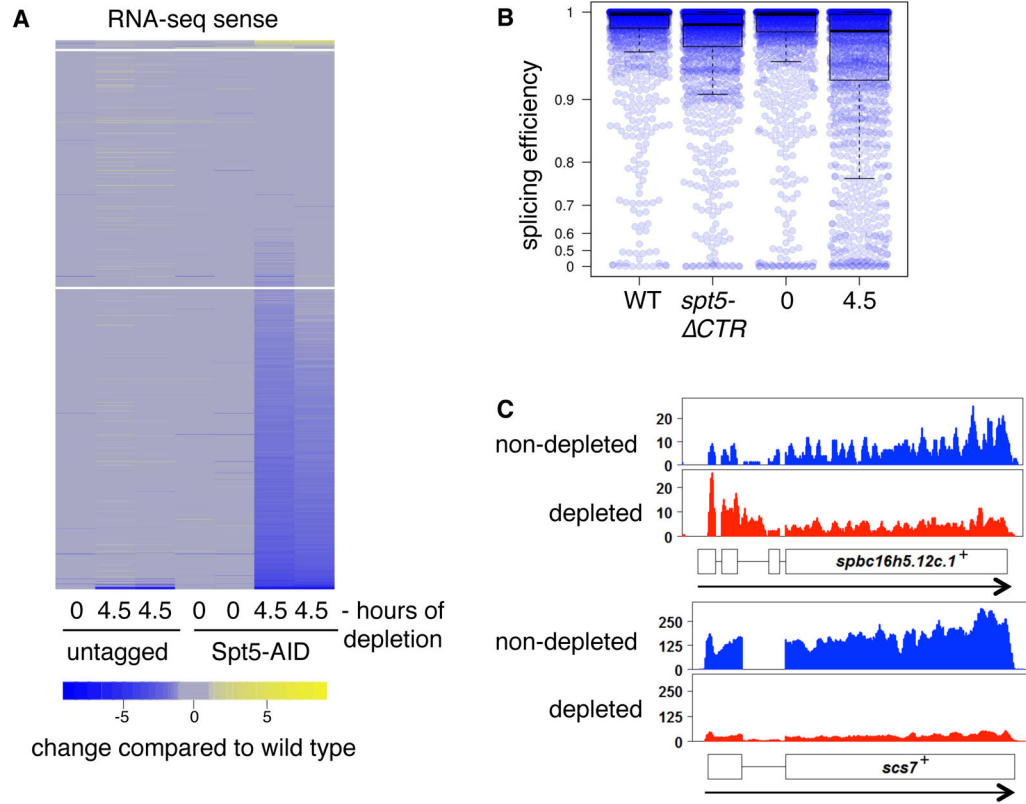 A
RNA-seq sense
0 4.5 4.5 0 0 4.5 4.5 - hours of
depletion
untagged Spt5-AID
-5 0 5
change compared to wild type
B
splicing efficiency
1
0.9
0.8
0.7
0.6
0.5
0
WT spt5- 0 4.5
ΔCTR
C
non-depleted
20
10
0
depleted
20
10
0
spbc16h5.12c.1+
non-depleted
250
125
0
depleted
250
125
0
scs7+